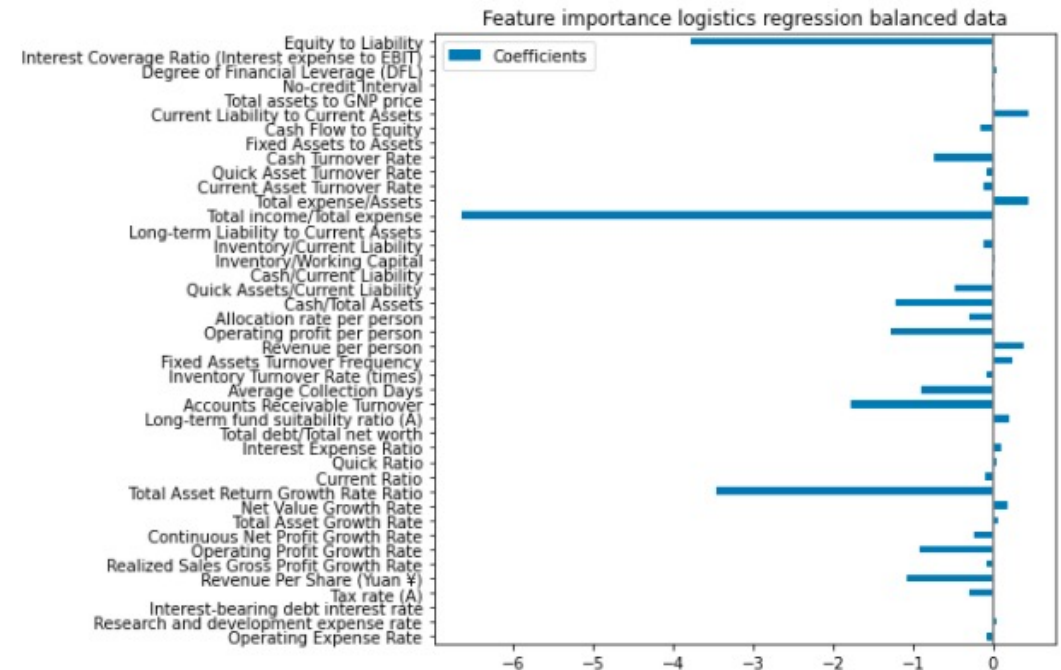 Feature importance logistics regression balanced data
Coefficients
Equity to Liability
Interest Coverage Ratio (Interest expense to EBIT)
Degree of Financial Leverage (DFL)
No-credit Interval
Total assets to GNP price
Current Liability to Current Assets
Cash Flow to Equity
Fixed Assets to Assets
Cash Turnover Rate
Quick Asset Turnover Rate
Current Asset Turnover Rate
Total expense/Assets
Total income/Total expense
Long-term Liability to Current Assets
Inventory/Current Liability
Inventory/Working Capital
Cash/Current Liability
Quick Assets/Current Liability
Cash/Total Assets
Allocation rate per person
Operating profit per person
Revenue per person
Fixed Assets Turnover Frequency
Inventory Turnover Rate (times)
Average Collection Days
Accounts Receivable Turnover
Long-term fund suitability ratio (A)
Total debt/Total net worth
Interest Expense Ratio
Quick Ratio
Current Ratio
Total Asset Return Growth Rate Ratio
Net Value Growth Rate
Total Asset Growth Rate
Continuous Net Profit Growth Rate
Operating Profit Growth Rate
Realized Sales Gross Profit Growth Rate
Revenue Per Share (Yuan ¥)
Tax rate (A)
Interest-bearing debt interest rate
Research and development expense rate
Operating Expense Rate
−6 −5 −4 −3 −2 −1 0